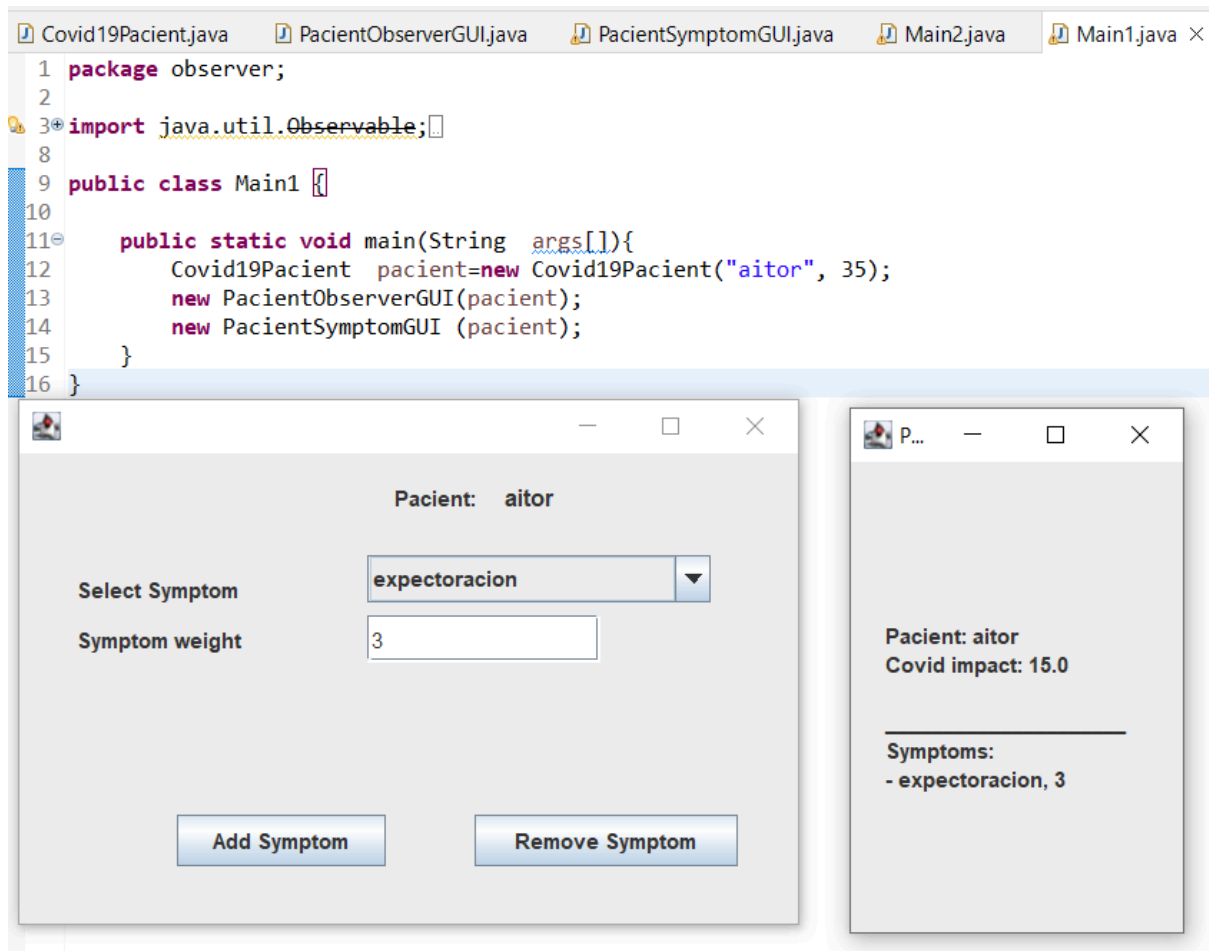 Covid19Pacient.java PacientObserverGUI.java PacientSymptomGUI.java Main2.java Main1.java
1 package observer;
2
3 import java.util.Observable;
8
9 public class Main1 {
10
11 public static void main(String args[]){
12 Covid19Pacient pacient=new Covid19Pacient("aitor", 35);
13 new PacientObserverGUI(pacient);
14 new PacientSymptomGUI (pacient);
15 }
16 }
Pacient: aitor
Select Symptom expectoracion
Symptom weight 3
Add Symptom Remove Symptom
P...
Pacient: aitor
Covid impact: 15.0
Symptoms:
- expectoracion, 3